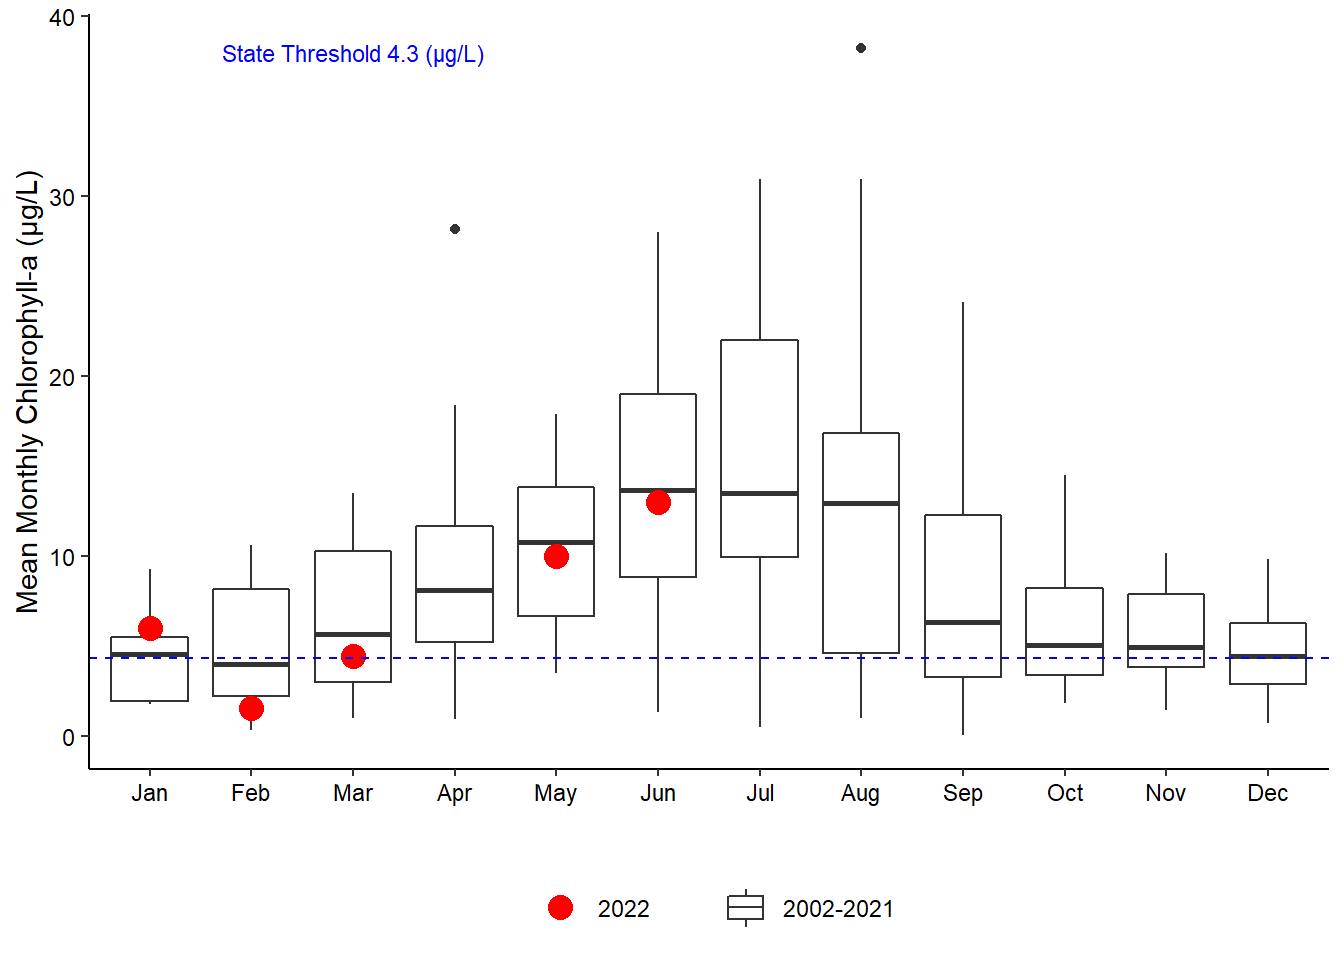 State Threshold 4.3 (µg/L)
Mean Monthly Chlorophyll-a (µg/L)
40
30
20
10
0
Jan Feb Mar Apr May Jun Jul Aug Sep Oct Nov Dec
2022 2002-2021